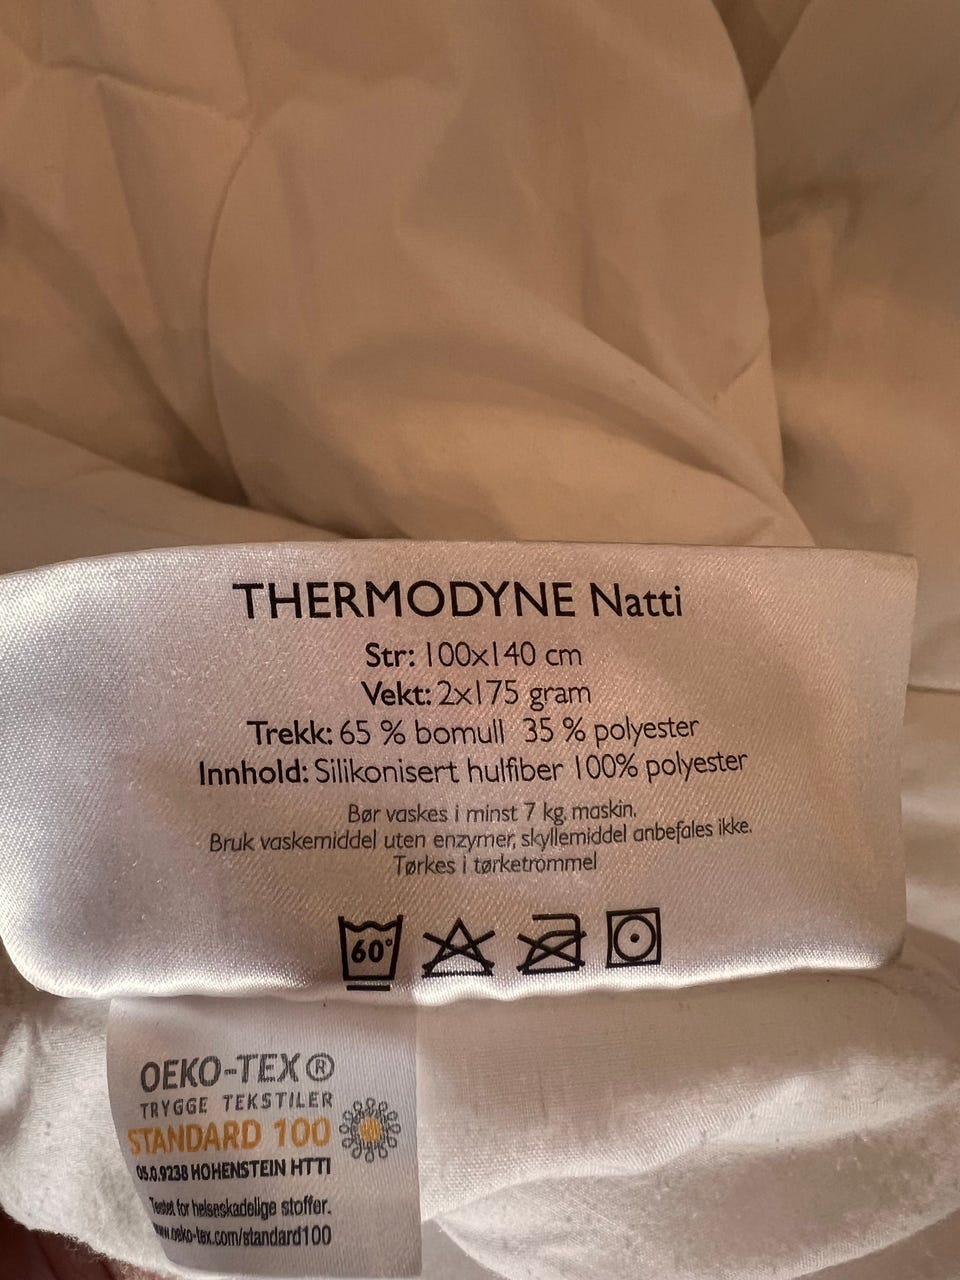 THERMODYNE Natti
Str: 100x140 cm
Vekt: 2x175 gram
Trekk: 65 % bomull 35 % polyester
Innhold: Silikonisert hulfiber 100% polyester
Bør vaskes i minst 7 kg. maskin.
Bruk vaskemiddel uten enzymer, skyllemiddel anbefales ikke.
Tørkes i tørketrommel
60°
OEKO-TEX®
TRYGGE TEKSTILER
STANDARD 100
05.0.9238 HOHENSTEIN HTTI
Testet for helseskadelige stoffer.
www.oeko-tex.com/standard100